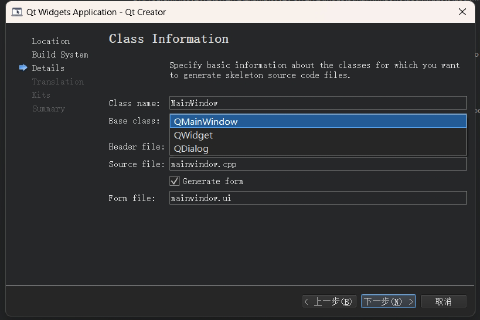 Qt Widgets Application - Qt Creator
Location
Build System
Details
Translation
Kits
Summary
Class Information
Specify basic information about the classes for which you want
to generate skeleton source code files.
Class name: MainWindow
Base class:
QMainWindow
QWidget
QDialog
Header file:
Source file: mainwindow.cpp
Generate form
Form file: mainwindow.ui
上一步(B)
下一步(N)
取消